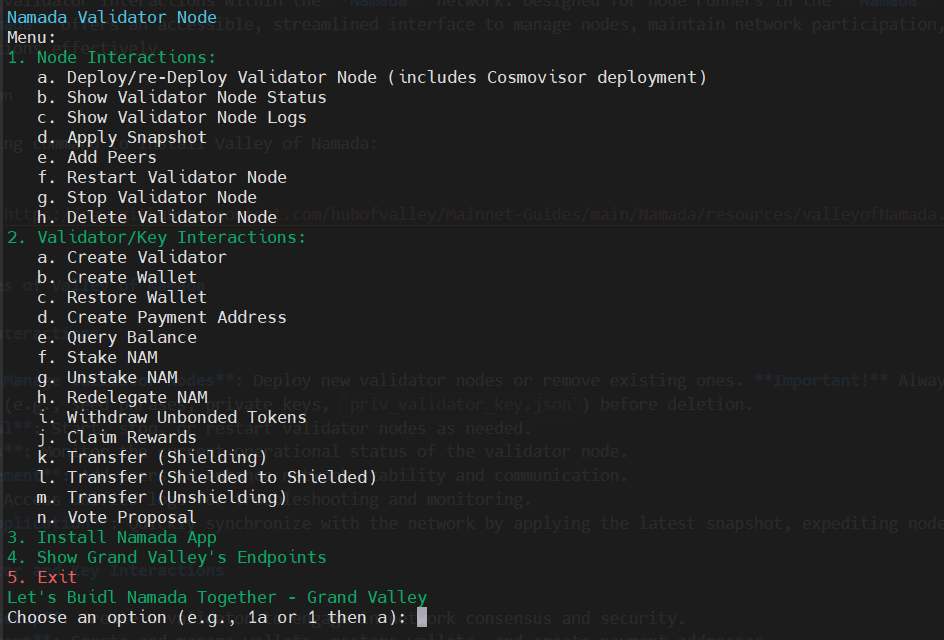 Namada Validator Node
Menu:
1. Node Interactions:
a. Deploy/re-Deploy Validator Node (includes Cosmovisor deployment)
b. Show Validator Node Status
c. Show Validator Node Logs
d. Apply Snapshot
e. Add Peers
f. Restart Validator Node
g. Stop Validator Node
h. Delete Validator Node
2. Validator/Key Interactions:
a. Create Validator
b. Create Wallet
c. Restore Wallet
d. Create Payment Address
e. Query Balance
f. Stake NAM
g. Unstake NAM
h. Redelegate NAM
i. Withdraw Unbonded Tokens
j. Claim Rewards
k. Transfer (Shielding)
l. Transfer (Shielded to Shielded)
m. Transfer (Unshielding)
n. Vote Proposal
3. Install Namada App
4. Show Grand Valley's Endpoints
5. Exit
Let's Buidl Namada Together - Grand Valley
Choose an option (e.g., 1a or 1 then a):